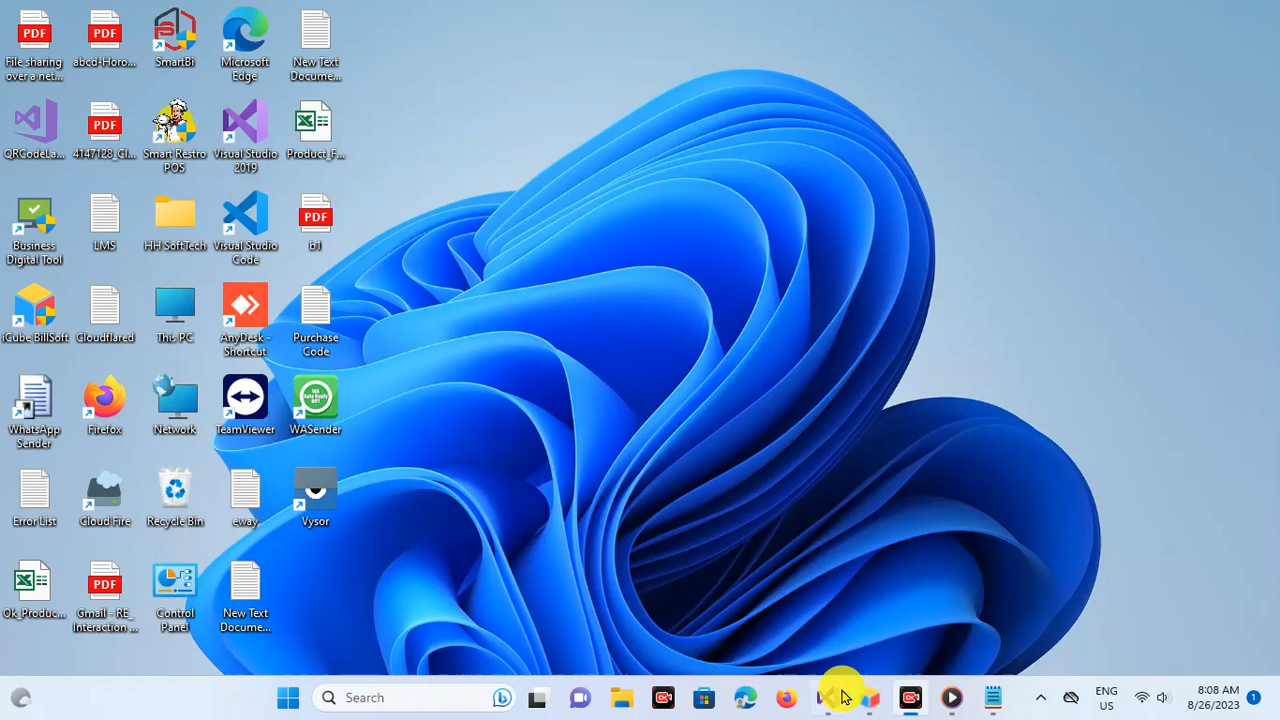 PDF
File sharing
over a net...
PDF
abcd-Horo...
SmartBi
Microsoft
Edge
New Text
Docume...
QRCodeLa...
PDF
4147128_Cl...
Smart Restro
POS
Visual Studio
2019
Product_F...
Business
Digital Tool
LMS
HH SoftTech
Visual Studio
Code
PDF
b1
iCube BillSoft
Cloudflared
This PC
AnyDesk -
Shortcut
Purchase
Code
WhatsApp
Sender
Firefox
Network
TeamViewer
WASender
Error List
Cloud Fire
Recycle Bin
eway
Vysor
Ok_Produc...
PDF
Gmail - RE_
Interaction ...
Control
Panel
New Text
Docume...
Search
ENG
US
8:08 AM
8/26/2023
1